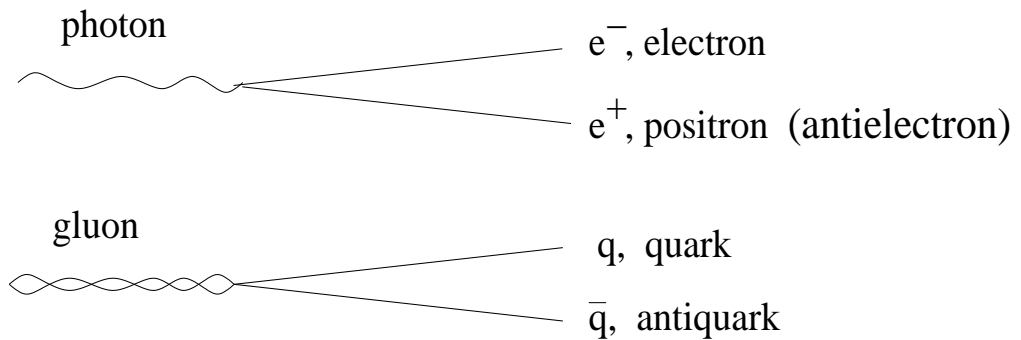 photon
e⁻, electron
e⁺, positron (antielectron)
gluon
q, quark
q̅, antiquark